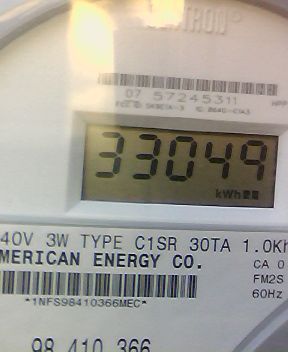 07 57245311
33049
kWh
40V 3W TYPE C1SR 30TA 1.0Kh
MERICAN ENERGY CO.
CA 0
FM2S
60Hz
*1NFS98410366MEC*
98 410 366